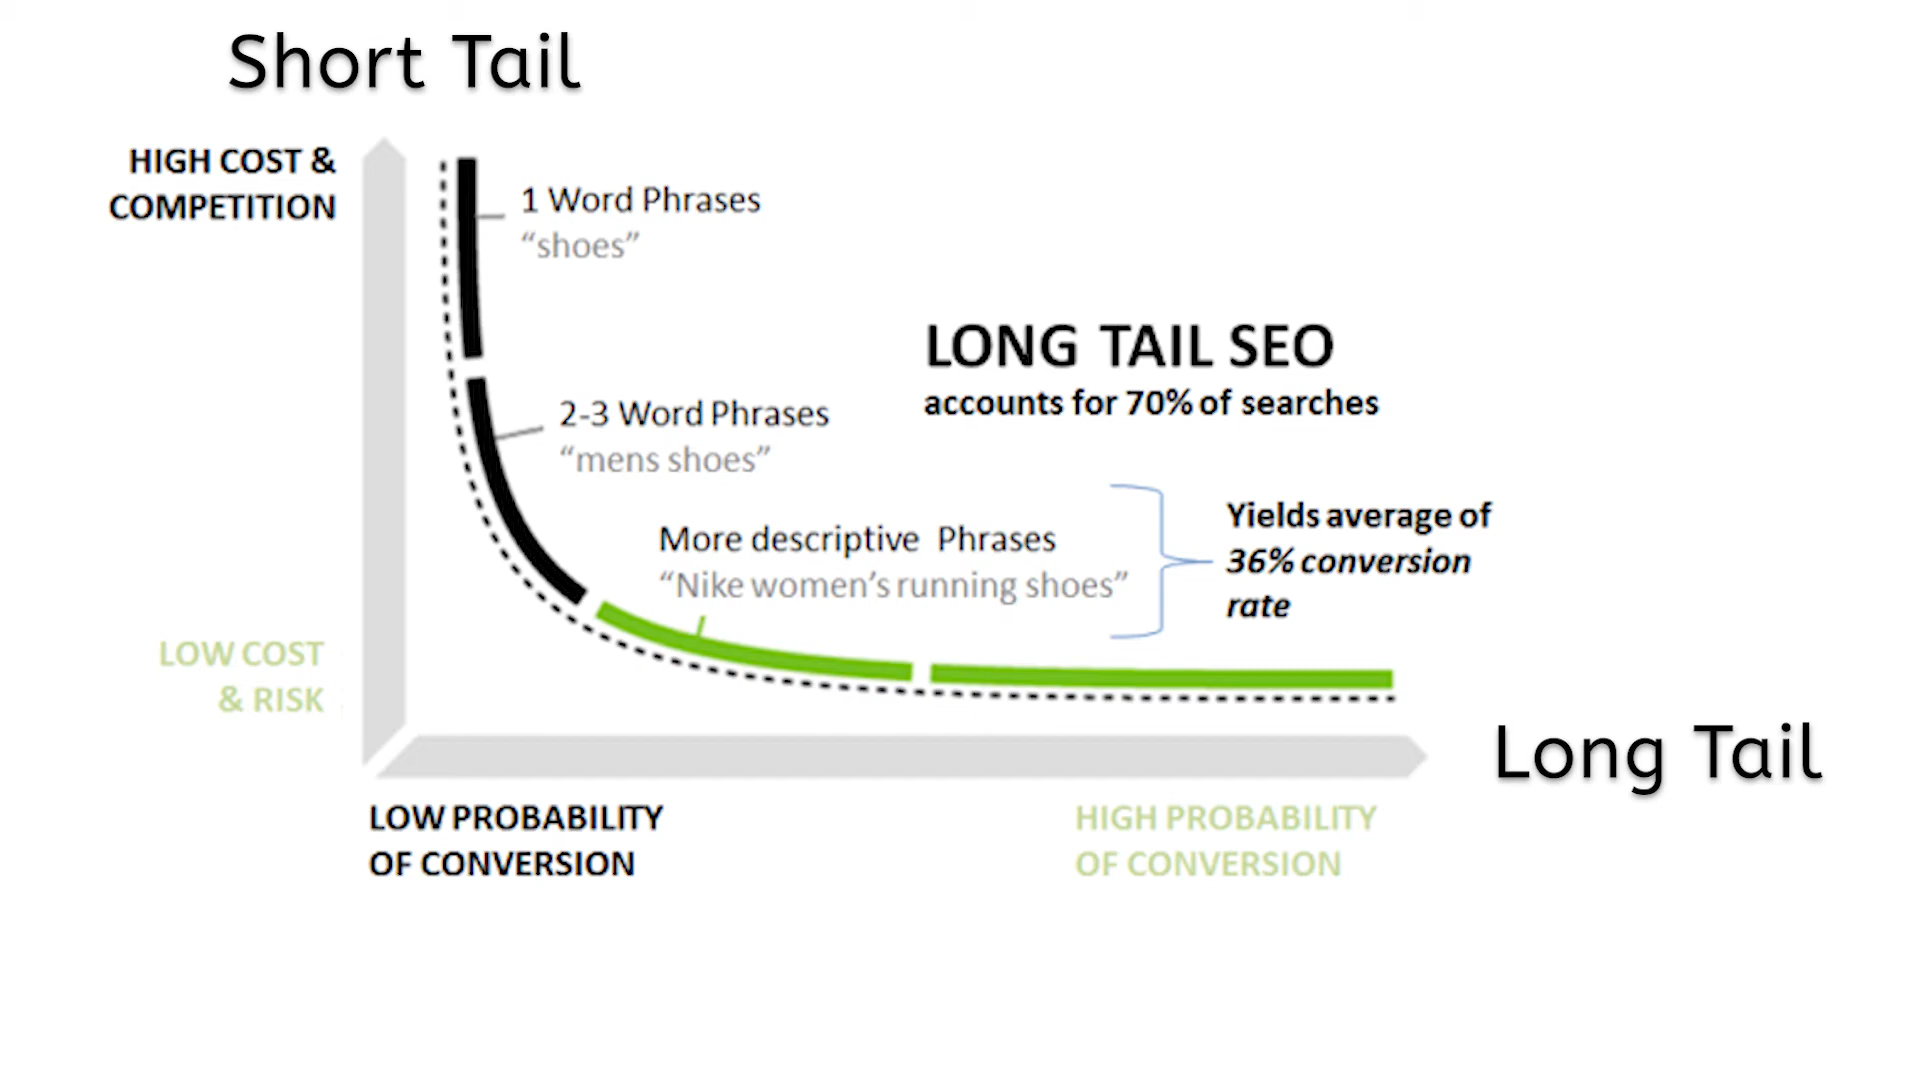 Short Tail
HIGH COST &
COMPETITION
1 Word Phrases
“shoes”
LONG TAIL SEO
accounts for 70% of searches
2-3 Word Phrases
“mens shoes”
More descriptive Phrases
“Nike women’s running shoes”
Yields average of
36% conversion
rate
LOW COST
& RISK
Long Tail
LOW PROBABILITY
OF CONVERSION
HIGH PROBABILITY
OF CONVERSION